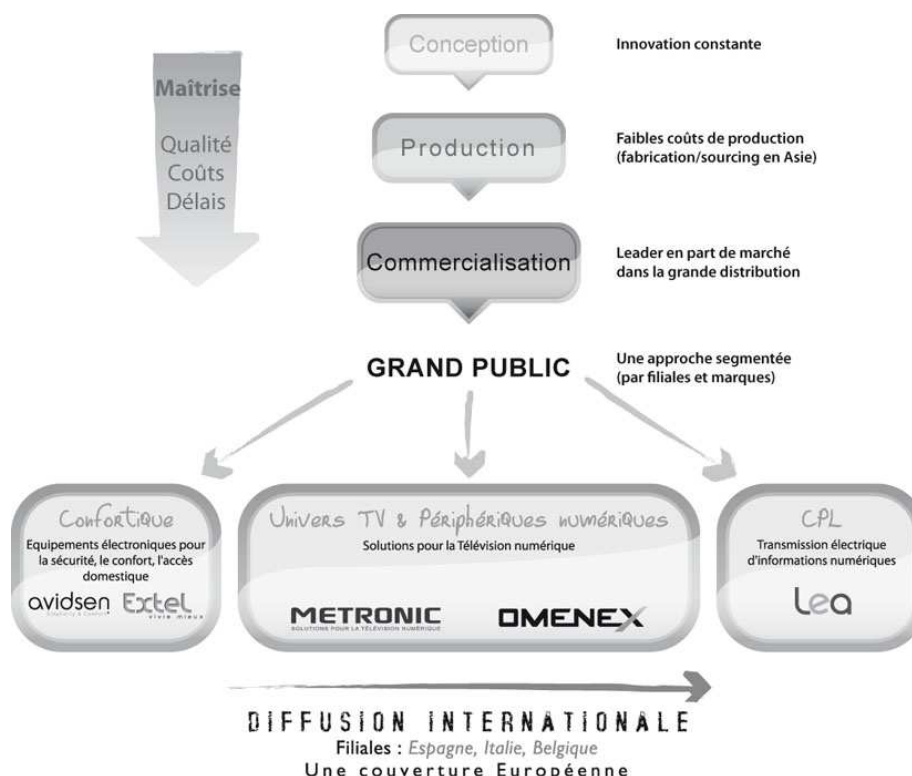 Conception
Innovation constante
Maîtrise
Qualité
Coûts
Délais
Production
Faibles coûts de production
(fabrication/sourcing en Asie)
Commercialisation
Leader en part de marché
dans la grande distribution
GRAND PUBLIC
Une approche segmentée
(par filiales et marques)
Confortique
Equipements électroniques pour
la sécurité, le confort, l'accès
domestique
avidsen
Extel
vivre mieux
Univers TV & Périphériques numériques
Solutions pour la Télévision numérique
METRONIC
SOLUTIONS POUR LA TÉLÉVISION NUMÉRIQUE
OMENEX
CPL
Transmission électrique
d'informations numériques
Lea
DIFFUSION INTERNATIONALE
Filiales : Espagne, Italie, Belgique
Une couverture Européenne